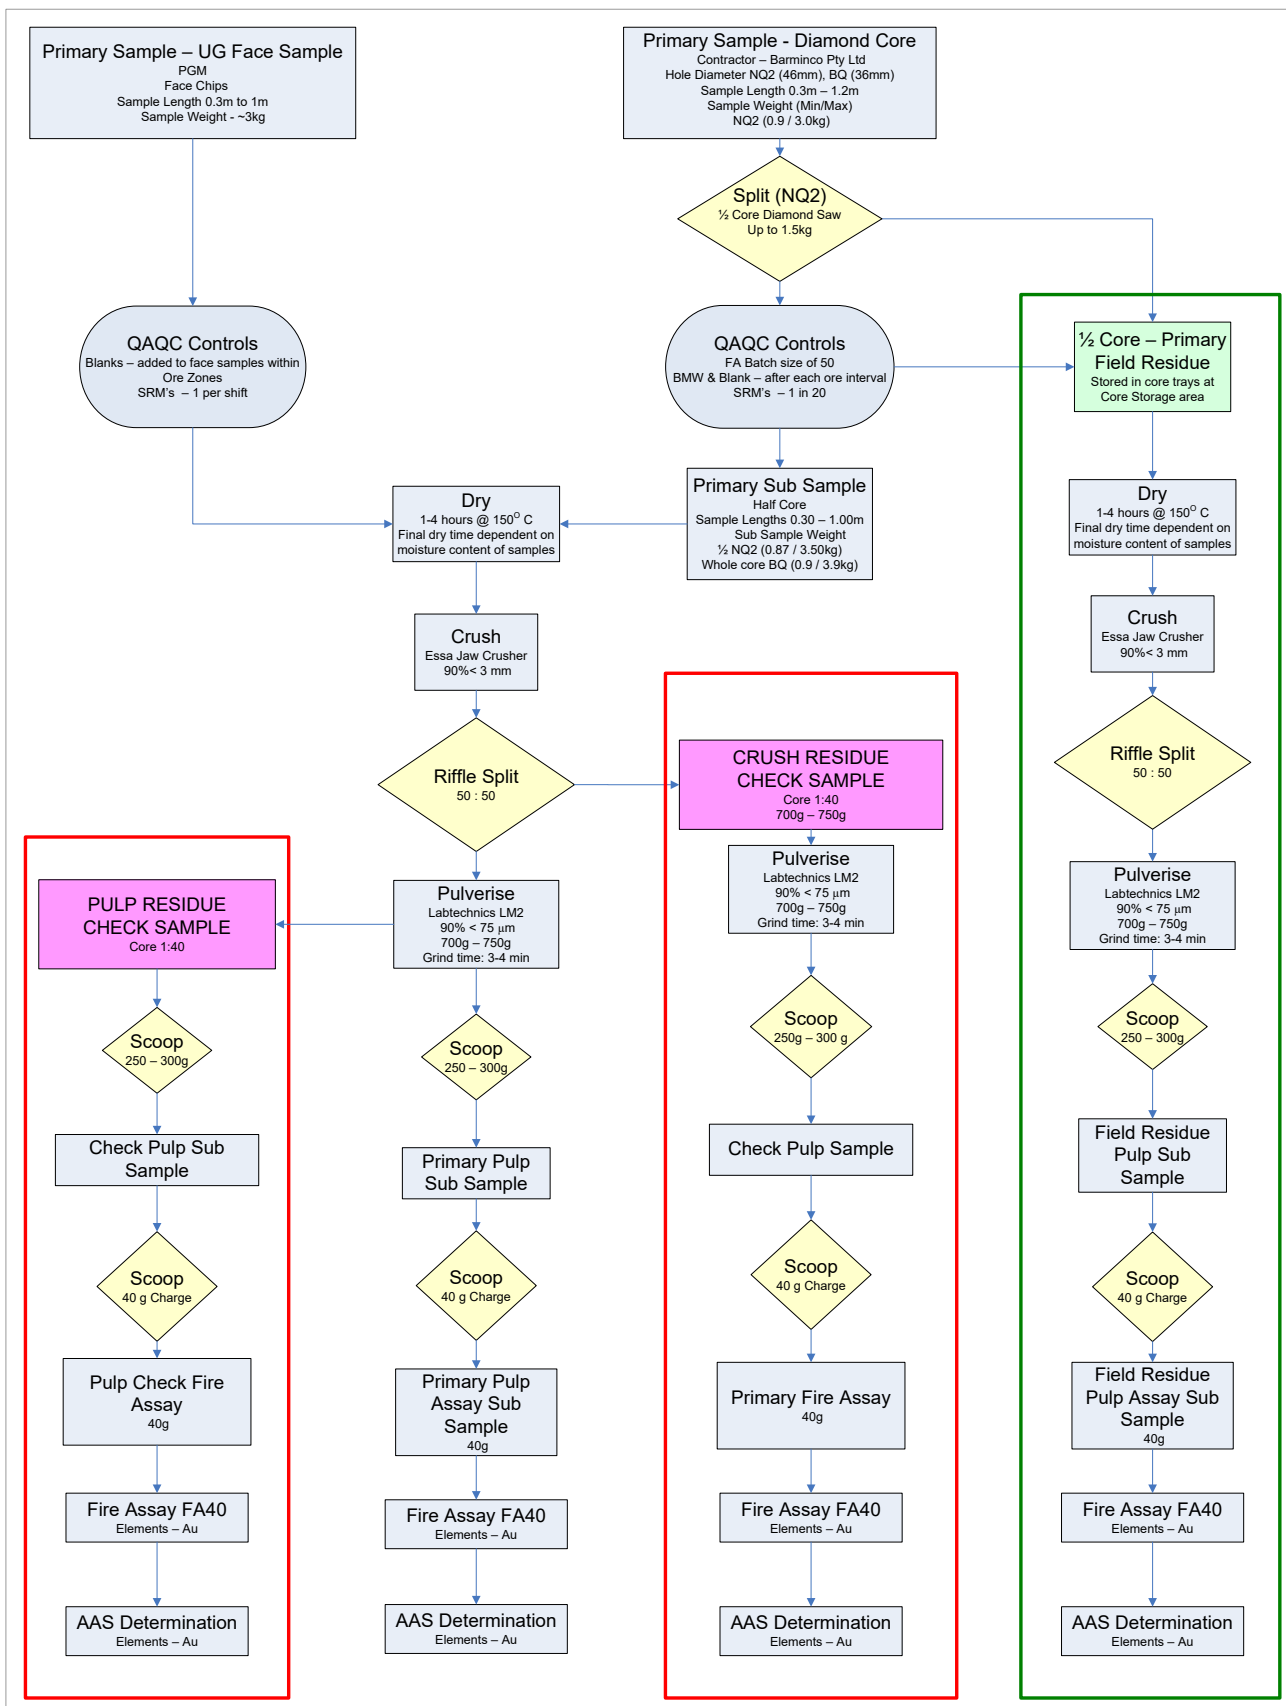 Primary Sample – UG Face Sample
PGM
Face Chips
Sample Length 0.3m to 1m
Sample Weight - ~3kg
Primary Sample - Diamond Core
Contractor – Barminco Pty Ltd
Hole Diameter NQ2 (46mm), BQ (36mm)
Sample Length 0.3m – 1.2m
Sample Weight (Min/Max)
NQ2 (0.9 / 3.0kg)
Split (NQ2)
½ Core Diamond Saw
Up to 1.5kg
QAQC Controls
Blanks – added to face samples within
Ore Zones
SRM's – 1 per shift
QAQC Controls
FA Batch size of 50
BMW & Blank – after each ore interval
SRM's – 1 in 20
½ Core – Primary
Field Residue
Stored in core trays at
Core Storage area
Dry
1-4 hours @ 150O C
Final dry time dependent on
moisture content of samples
Primary Sub Sample
Half Core
Sample Lengths 0.30 – 1.00m
Sub Sample Weight
½ NQ2 (0.87 / 3.50kg)
Whole core BQ (0.9 / 3.9kg)
Dry
1-4 hours @ 150O C
Final dry time dependent on
moisture content of samples
Crush
Essa Jaw Crusher
90%< 3 mm
Crush
Essa Jaw Crusher
90%< 3 mm
Riffle Split
50 : 50
CRUSH RESIDUE
CHECK SAMPLE
Core 1:40
700g – 750g
Riffle Split
50 : 50
PULP RESIDUE
CHECK SAMPLE
Core 1:40
Pulverise
Labtechnics LM2
90% < 75 µm
700g – 750g
Grind time: 3-4 min
Pulverise
Labtechnics LM2
90% < 75 µm
700g – 750g
Grind time: 3-4 min
Pulverise
Labtechnics LM2
90% < 75 µm
700g – 750g
Grind time: 3-4 min
Scoop
250 – 300g
Scoop
250 – 300g
Scoop
250g – 300 g
Scoop
250 – 300g
Check Pulp Sub
Sample
Primary Pulp
Sub Sample
Check Pulp Sample
Field Residue
Pulp Sub
Sample
Scoop
40 g Charge
Scoop
40 g Charge
Scoop
40 g Charge
Scoop
40 g Charge
Pulp Check Fire
Assay
40g
Primary Pulp
Assay Sub
Sample
40g
Primary Fire Assay
40g
Field Residue
Pulp Assay Sub
Sample
40g
Fire Assay FA40
Elements – Au
Fire Assay FA40
Elements – Au
Fire Assay FA40
Elements – Au
Fire Assay FA40
Elements – Au
AAS Determination
Elements – Au
AAS Determination
Elements – Au
AAS Determination
Elements – Au
AAS Determination
Elements – Au